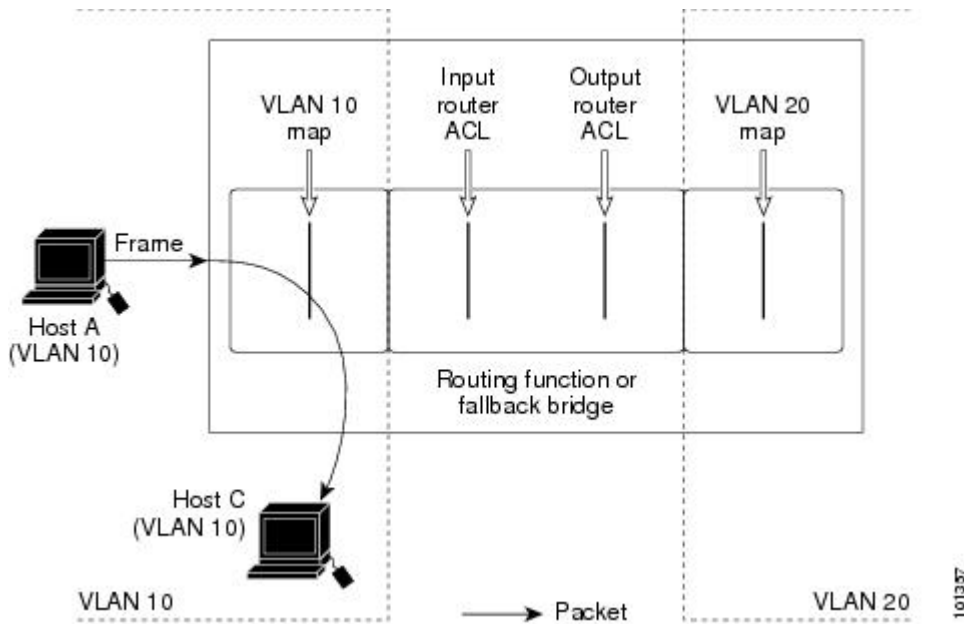 VLAN 10
map
Input
router
ACL
Output
router
ACL
VLAN 20
map
Frame
Host A
(VLAN 10)
Routing function or
fallback bridge
Host C
(VLAN 10)
VLAN 10
Packet
VLAN 20
101357